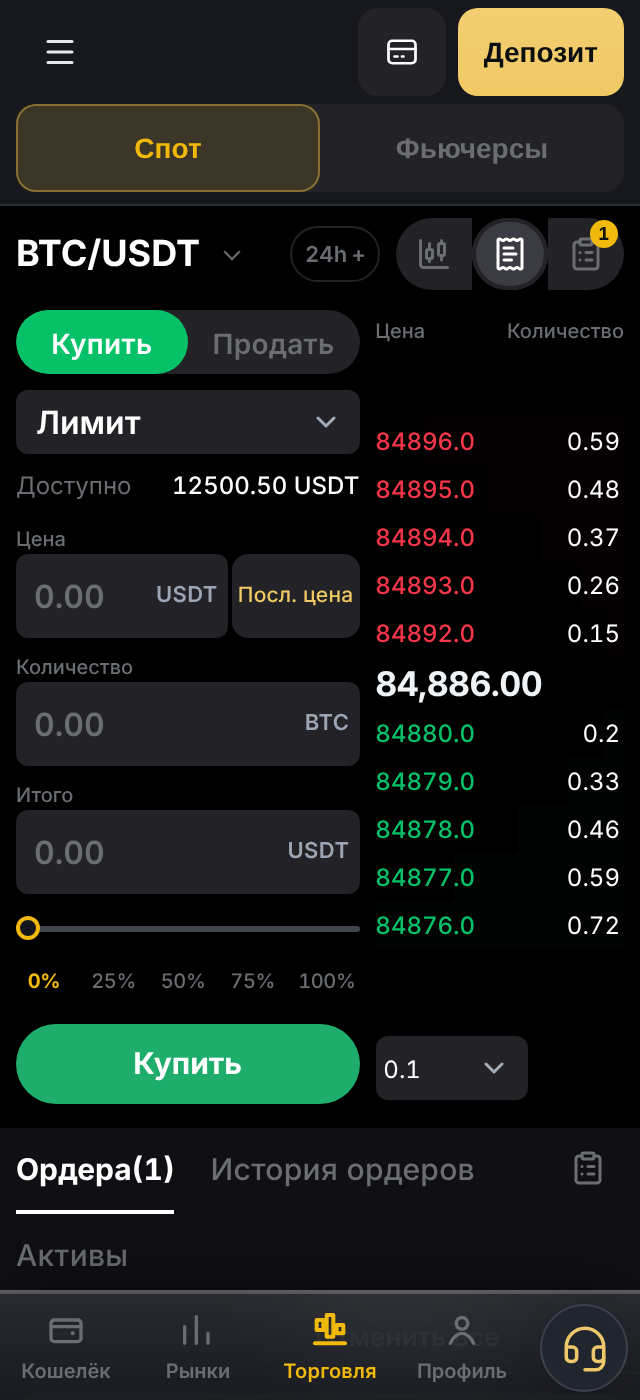 Депозит
Спот Фьючерсы
BTC/USDT 24h + 1
Купить Продать
Лимит
Доступно 12500.50 USDT
Цена
0.00 USDT Посл. цена
Количество
0.00 BTC
Итого
0.00 USDT
0% 25% 50% 75% 100%
Купить
Цена Количество
84896.0 0.59
84895.0 0.48
84894.0 0.37
84893.0 0.26
84892.0 0.15
84,886.00
84880.0 0.2
84879.0 0.33
84878.0 0.46
84877.0 0.59
84876.0 0.72
0.1
Ордера(1) История ордеров
Активы
Кошелёк Рынки Торговля Профиль